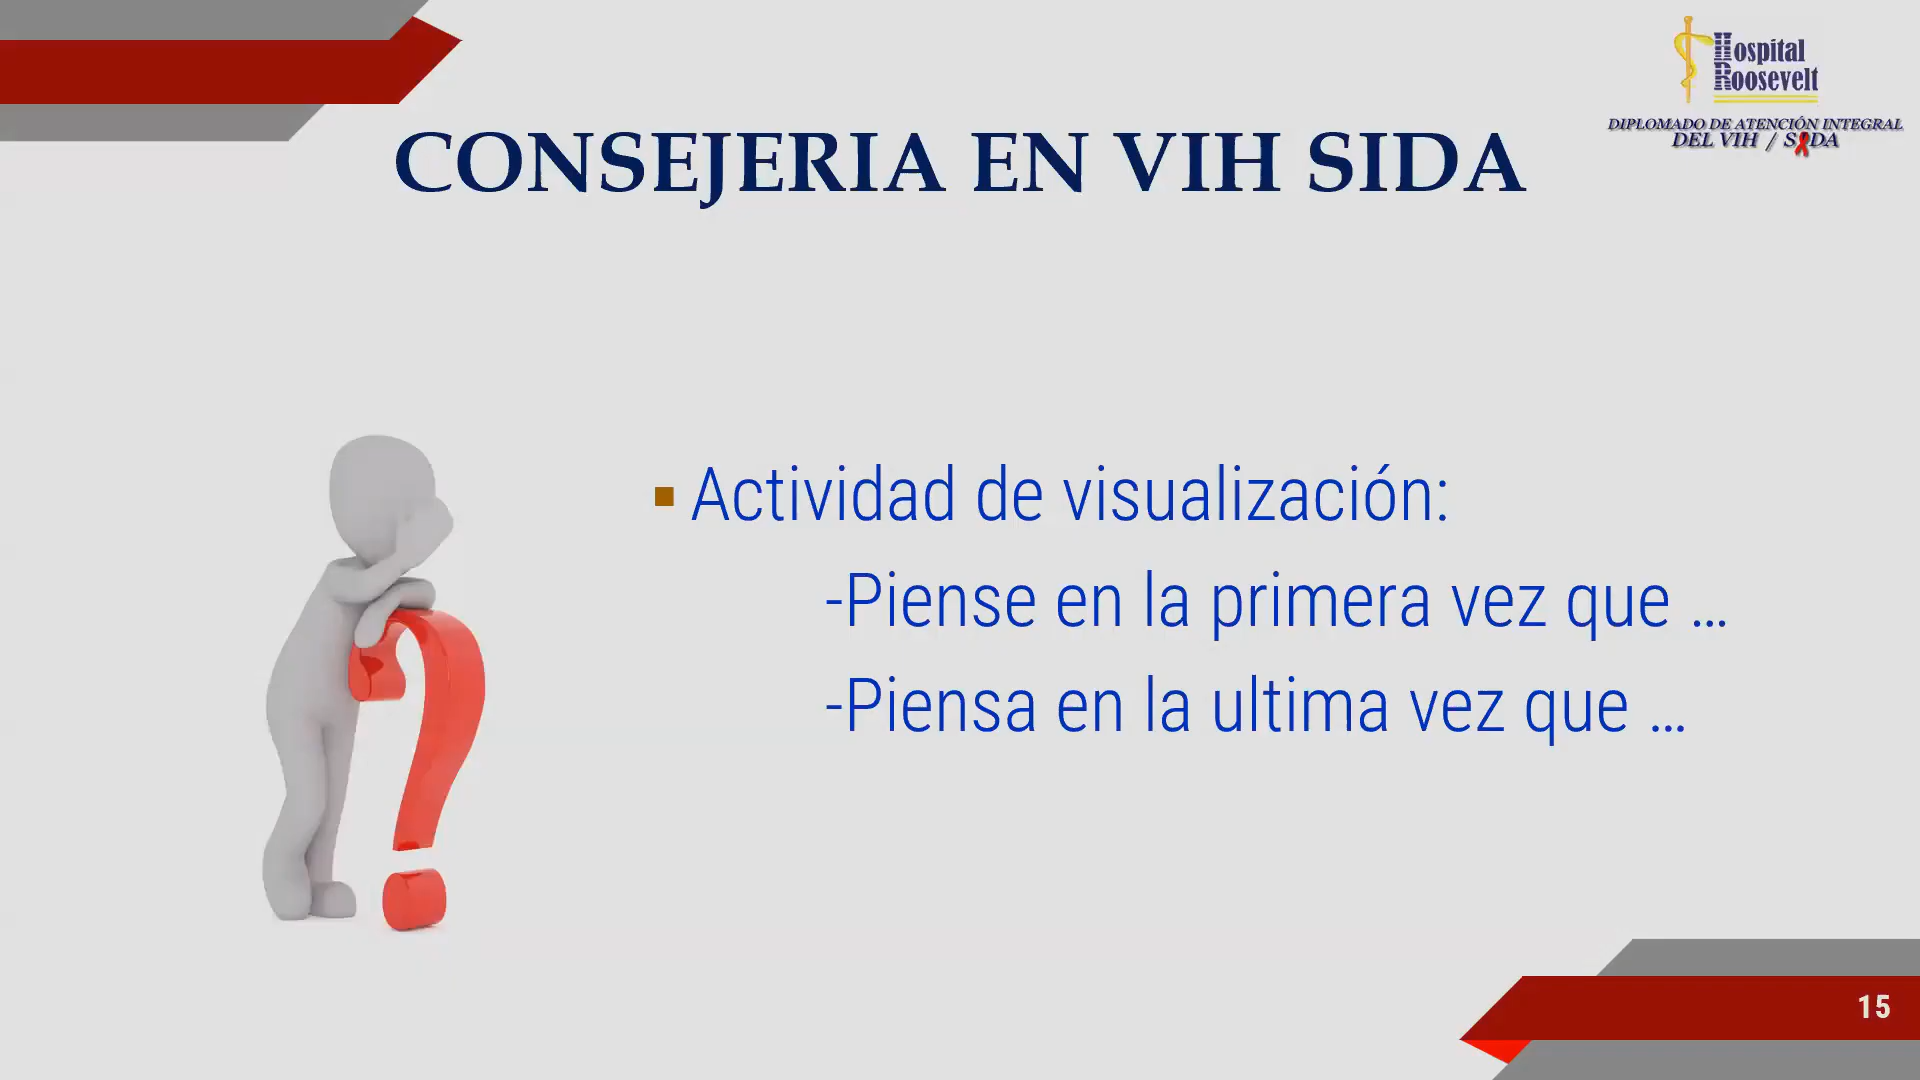 Hospital
Roosevelt
DIPLOMADO DE ATENCIÓN INTEGRAL
DEL VIH / SIDA
CONSEJERIA EN VIH SIDA
▪ Actividad de visualización:
-Piense en la primera vez que ...
-Piensa en la ultima vez que ...
15